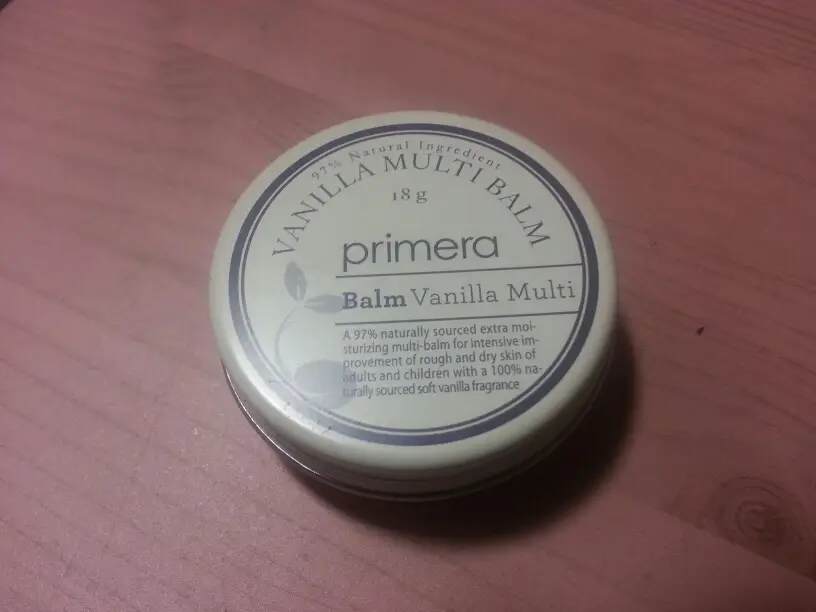 97% Natural Ingredient
VANILLA MULTI BALM
18g
primera
Balm Vanilla Multi
A 97% naturally sourced extra moi-
sturizing multi-balm for intensive im-
provement of rough and dry skin of
adults and children with a 100% na-
turally sourced soft vanilla fragrance